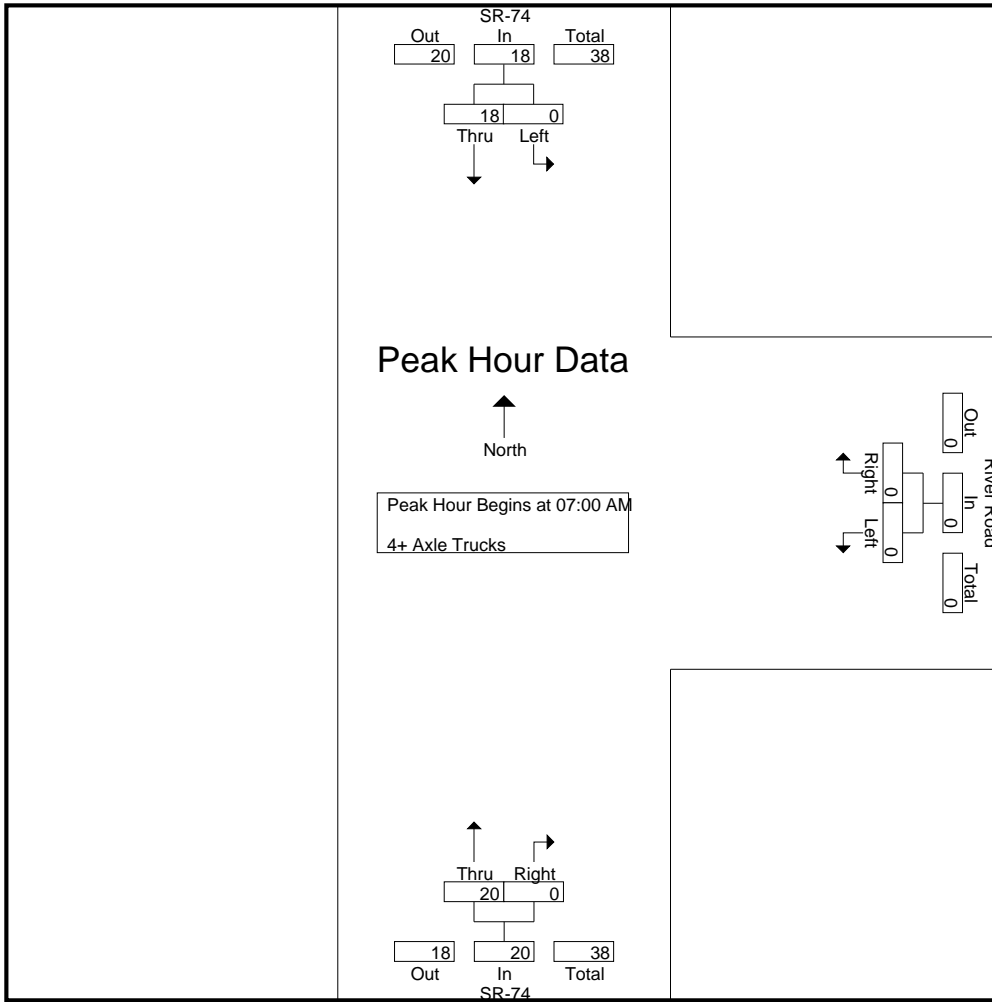 SR-74
Out In Total
20 18 38
18 0
Thru Left
Peak Hour Data
North
Peak Hour Begins at 07:00 AM
4+ Axle Trucks
River Road
Out In Total
0 0 0
0 0
Right Left
Thru Right
20 0
18 20 38
Out In Total
SR-74